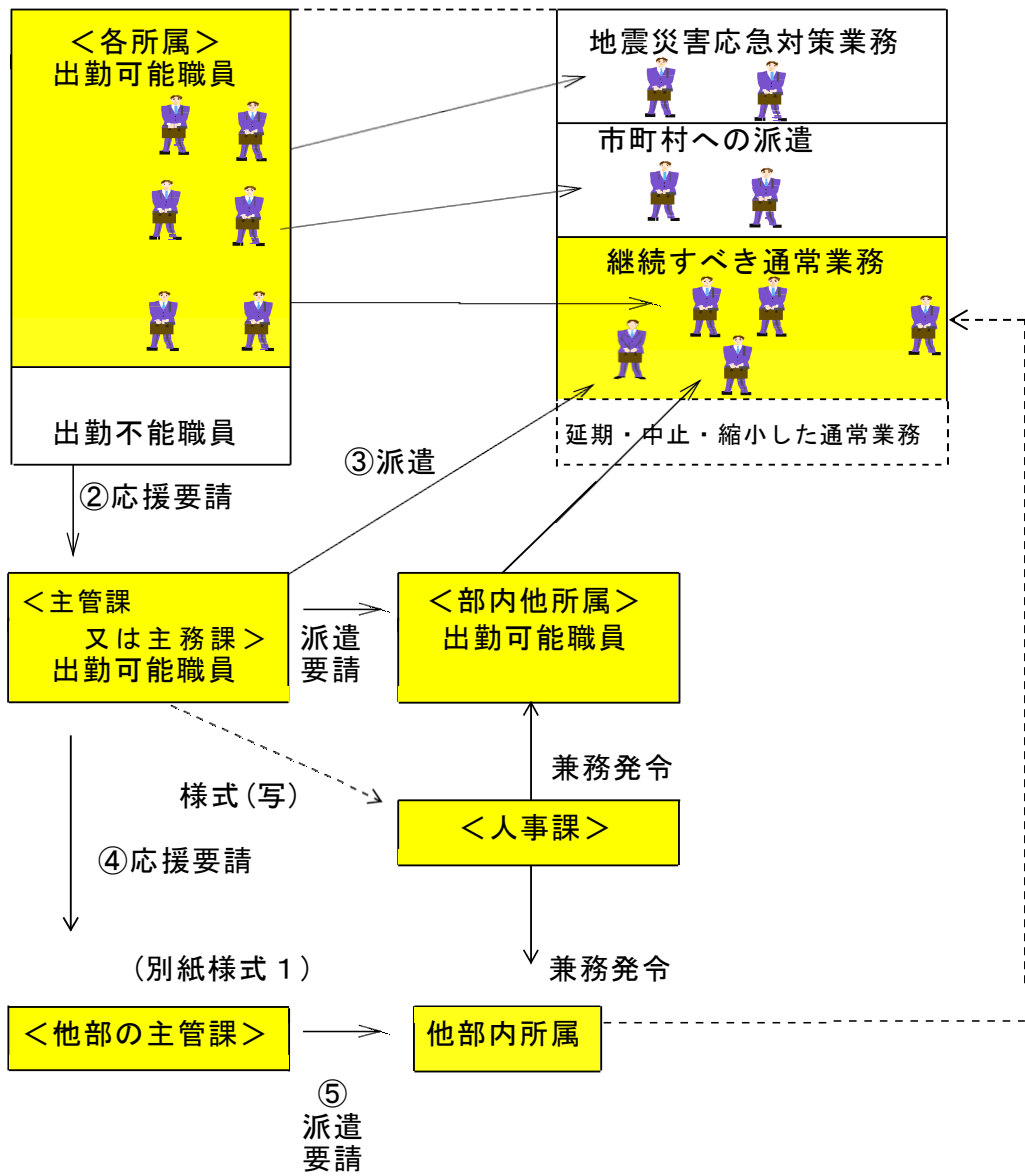 ＜各所属＞
出勤可能職員
地震災害応急対策業務
市町村への派遣
継続すべき通常業務
出勤不能職員
延期・中止・縮小した通常業務
③派遣
②応援要請
＜主管課
又は主務課＞
出勤可能職員
派遣
要請
＜部内他所属＞
出勤可能職員
兼務発令
様式(写)
＜人事課＞
④応援要請
(別紙様式１)
兼務発令
＜他部の主管課＞
他部内所属
⑤
派遣
要請